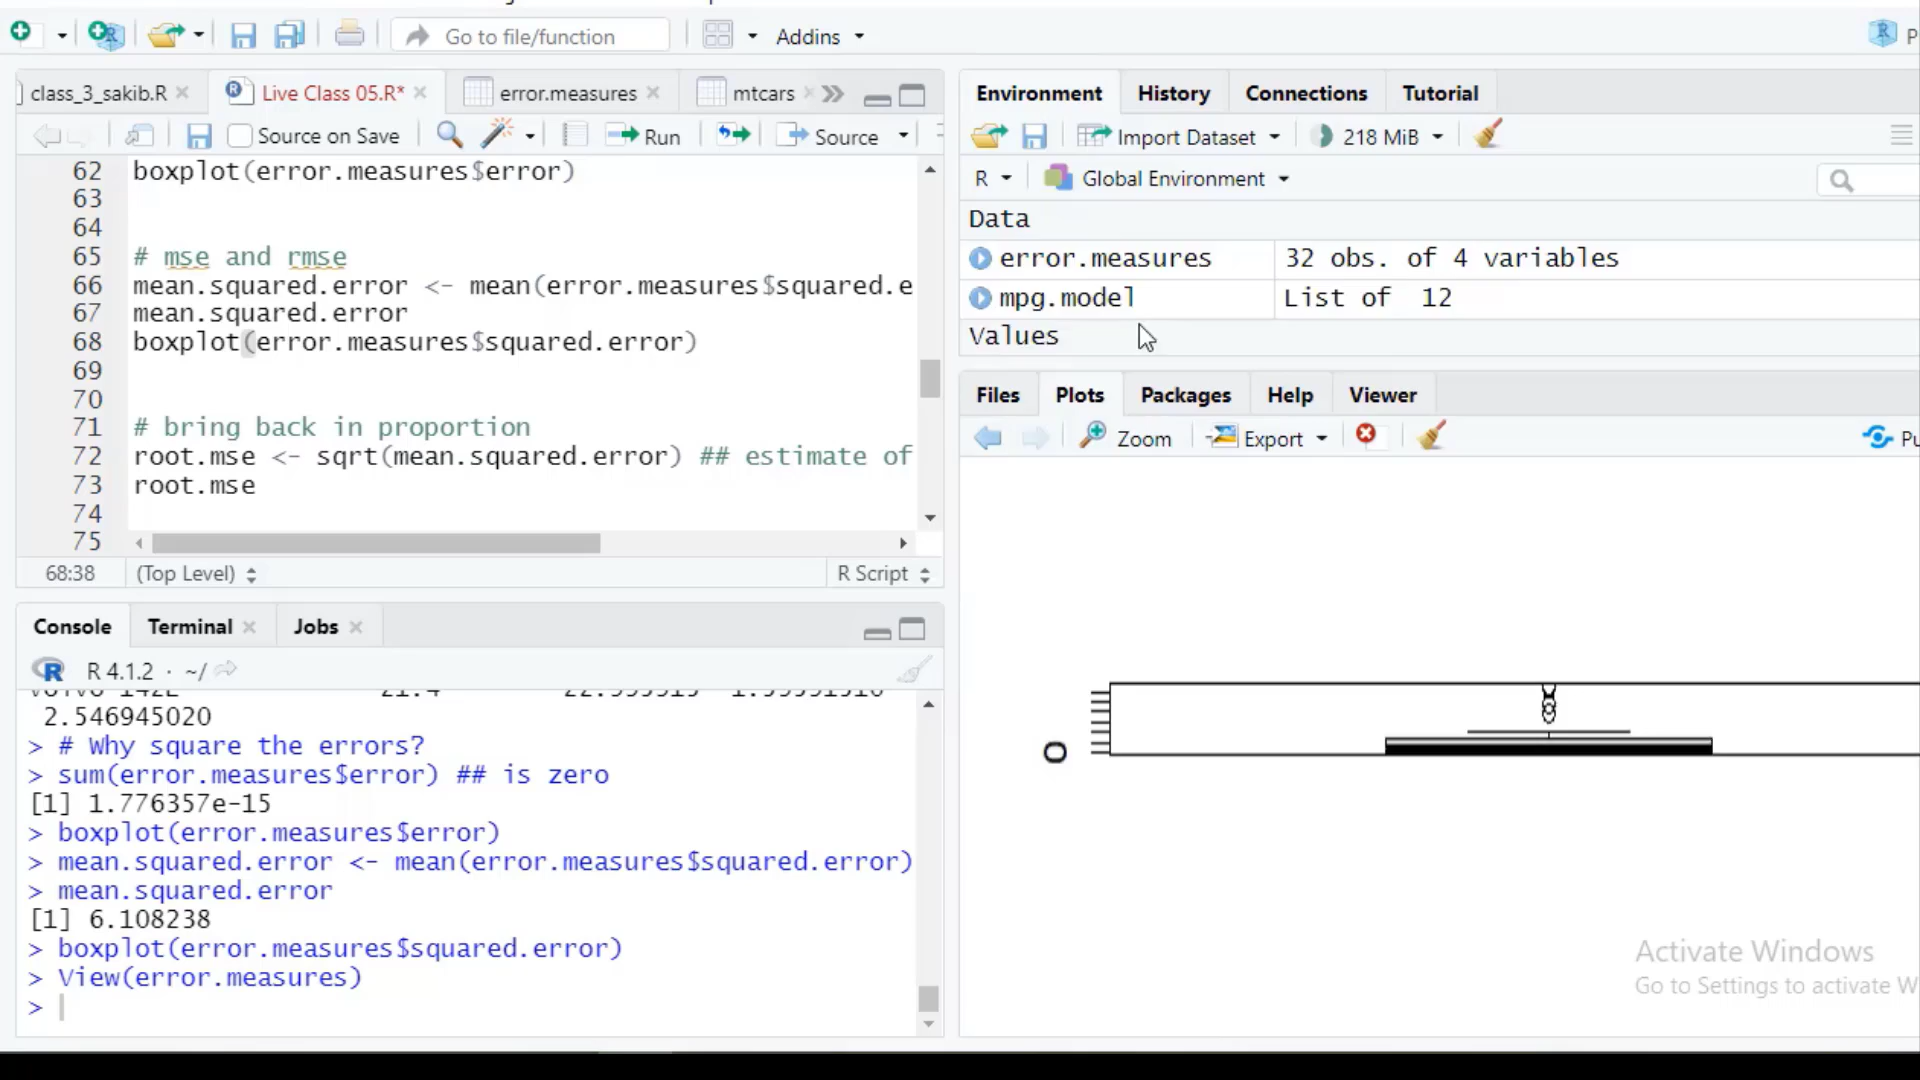 Go to file/function
Addins
class_3_sakib.R
Live Class 05.R*
error.measures
mtcars
Source on Save
Run
Source
62 boxplot(error.measures$error)
63
64
65 # mse and rmse
66 mean.squared.error <- mean(error.measures$squared.e
67 mean.squared.error
68 boxplot(error.measures$squared.error)
69
70
71 # bring back in proportion
72 root.mse <- sqrt(mean.squared.error) ## estimate of
73 root.mse
74
75
68:38 (Top Level) R Script
Console Terminal Jobs
R 4.1.2 · ~/
2.546945020
> # Why square the errors?
> sum(error.measures$error) ## is zero
[1] 1.776357e-15
> boxplot(error.measures$error)
> mean.squared.error <- mean(error.measures$squared.error)
> mean.squared.error
[1] 6.108238
> boxplot(error.measures$squared.error)
> View(error.measures)
>
Environment History Connections Tutorial
Import Dataset 218 MiB
R Global Environment
Data
error.measures 32 obs. of 4 variables
mpg.model List of 12
Values
Files Plots Packages Help Viewer
Zoom Export Pu
0
Activate Windows
Go to Settings to activate W